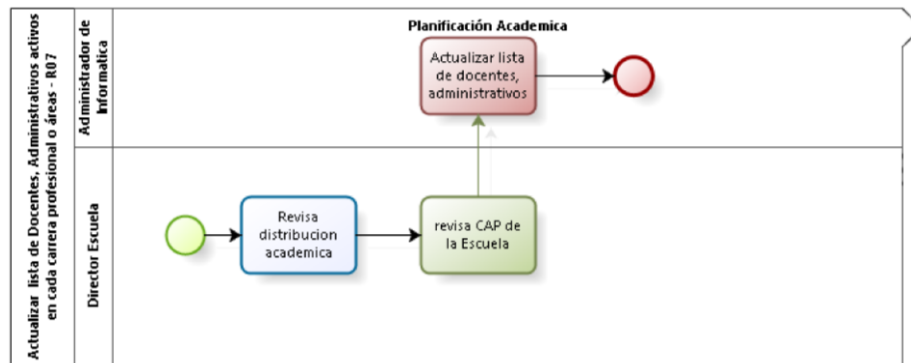 Actualizar lista de Docentes, Administrativos activos
en cada carrera profesional o áreas - R07
Administrador de
Informatica
Planificación Academica
Actualizar lista
de docentes,
administrativos
Director Escuela
Revisa
distribucion
academica
revisa CAP de
la Escuela